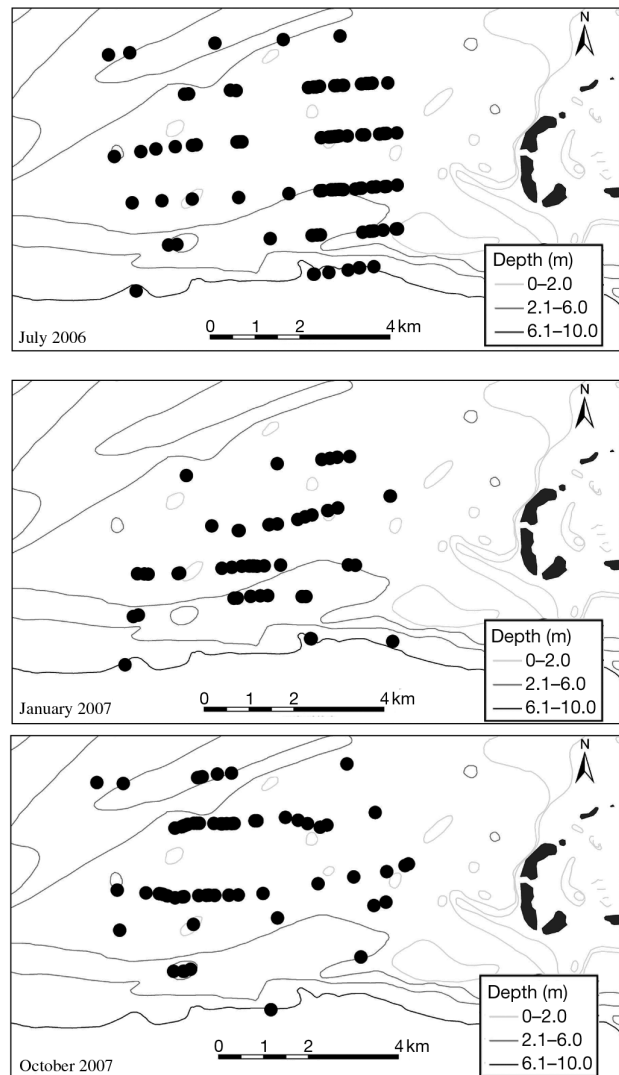 N
Depth (m)
0–2.0
2.1–6.0
6.1–10.0
0 1 2 4 km
July 2006
N
Depth (m)
0–2.0
2.1–6.0
6.1–10.0
0 1 2 4 km
January 2007
N
Depth (m)
0–2.0
2.1–6.0
6.1–10.0
0 1 2 4 km
October 2007